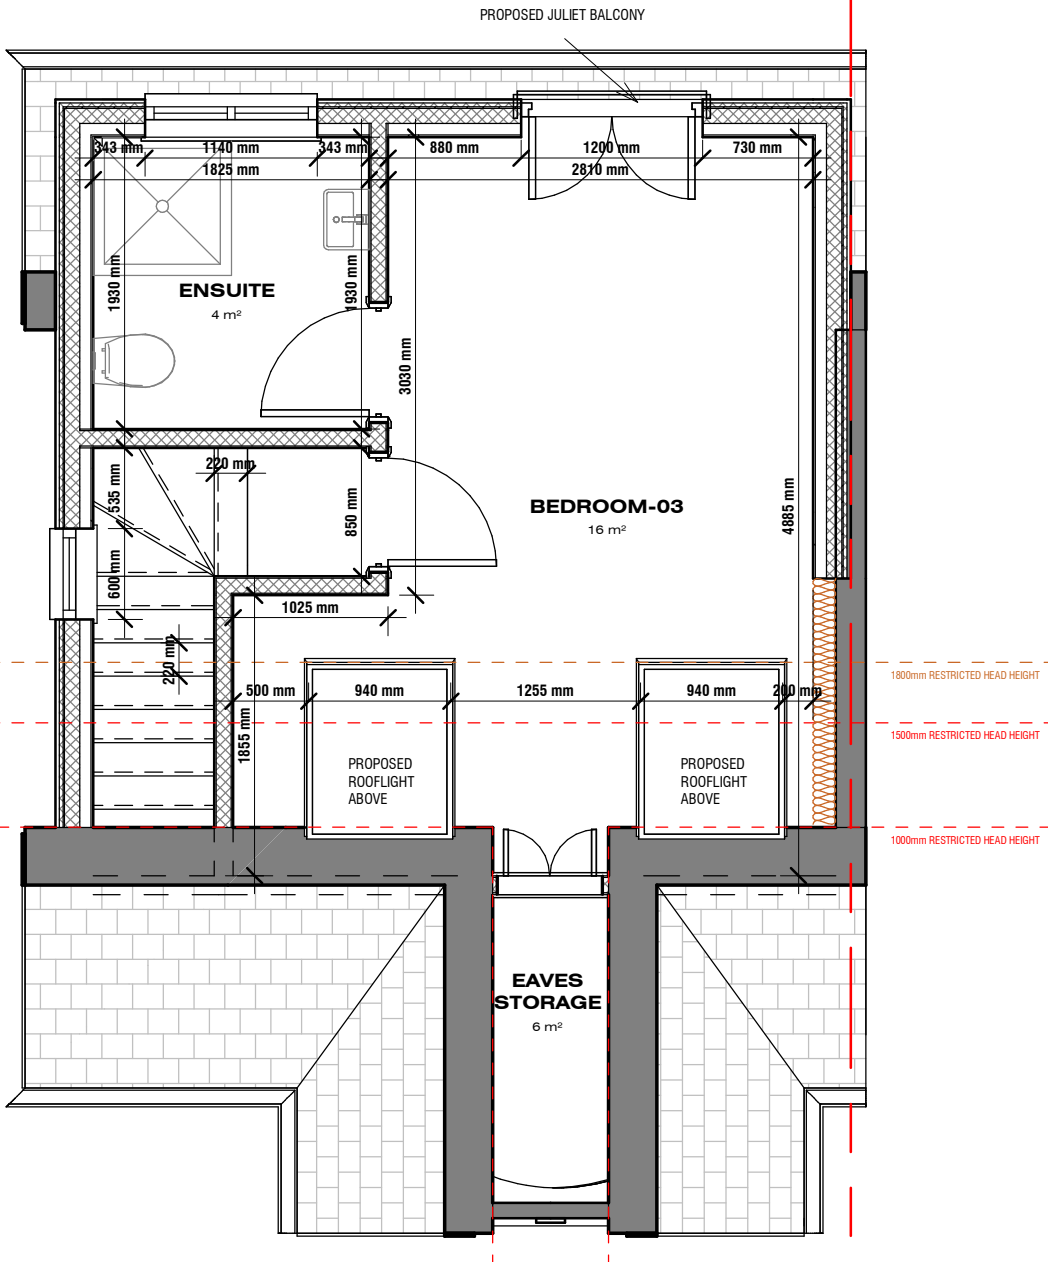 PROPOSED JULIET BALCONY
343 mm
1140 mm
343 mm
880 mm
1200 mm
730 mm
1825 mm
2810 mm
1930 mm
1930 mm
ENSUITE
4 m²
3030 mm
220 mm
535 mm
850 mm
BEDROOM-03
16 m²
4885 mm
600 mm
1025 mm
220 mm
1800mm RESTRICTED HEAD HEIGHT
500 mm
940 mm
1255 mm
940 mm
200 mm
1855 mm
1500mm RESTRICTED HEAD HEIGHT
PROPOSED
ROOFLIGHT
ABOVE
PROPOSED
ROOFLIGHT
ABOVE
1000mm RESTRICTED HEAD HEIGHT
EAVES
STORAGE
6 m²